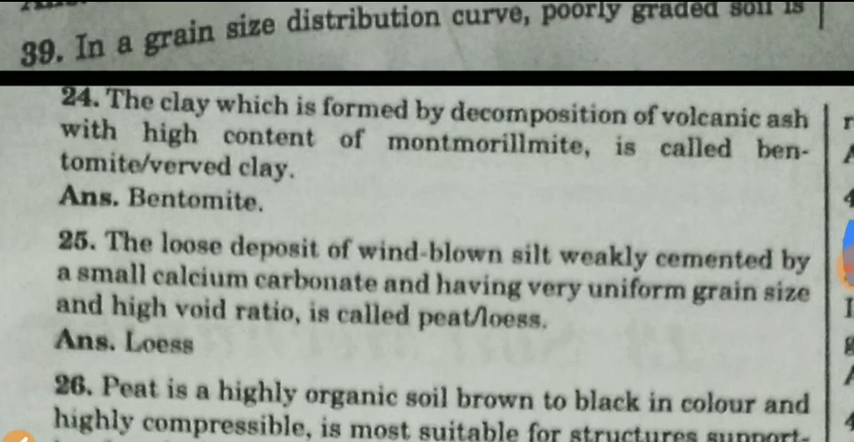 39. In a grain size distribution curve, poorly graded soil is
24. The clay which is formed by decomposition of volcanic ash
with high content of montmorillmite, is called ben-
tomite/verved clay.
Ans. Bentomite.
25. The loose deposit of wind-blown silt weakly cemented by
a small calcium carbonate and having very uniform grain size
and high void ratio, is called peat/loess.
Ans. Loess
26. Peat is a highly organic soil brown to black in colour and
highly compressible, is most suitable for structures support-